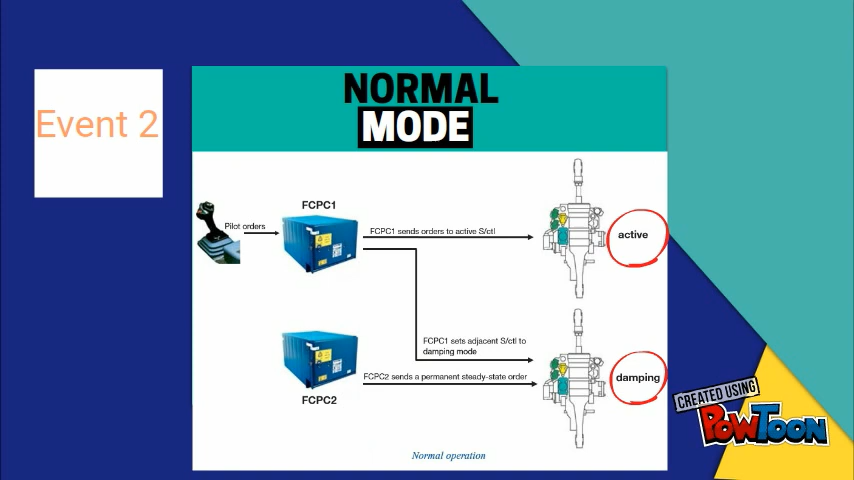 NORMAL
MODE
Event 2
FCPC1
Pilot orders
FCPC1 sends orders to active S/ctl
active
FCPC1 sets adjacent S/ctl to
damping mode
FCPC2 sends a permanent steady-state order
damping
FCPC2
Normal operation
CREATED USING
POWTOON